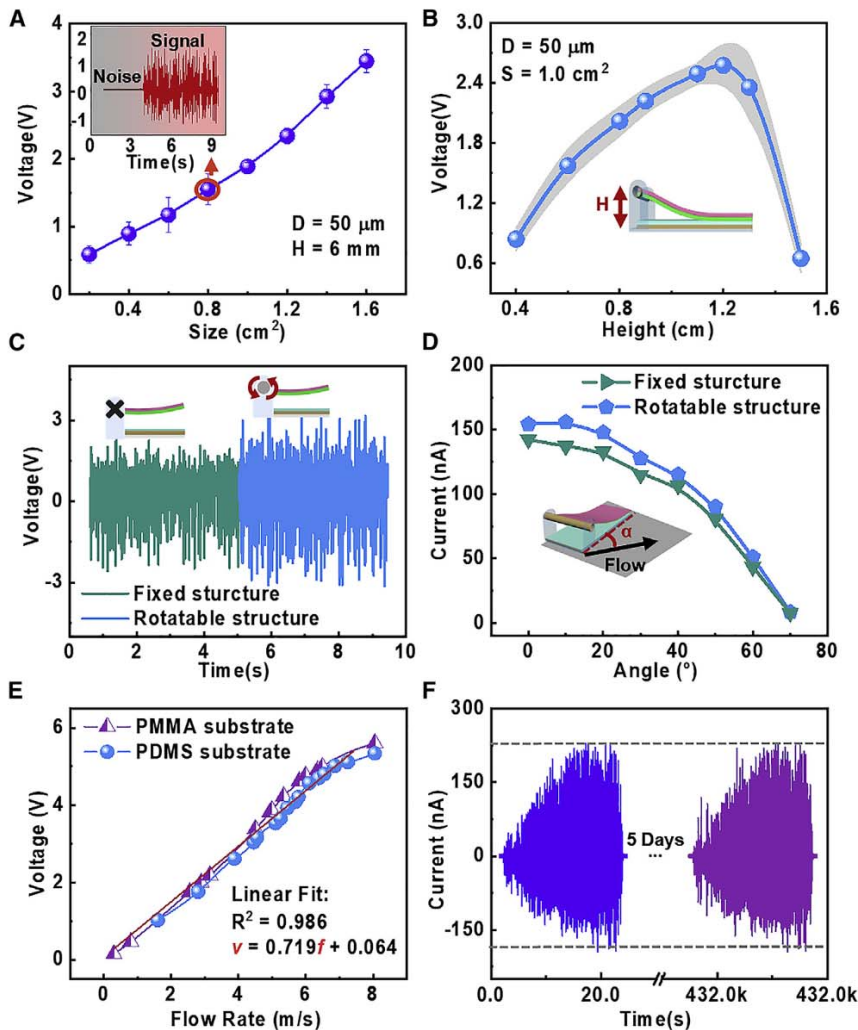 A
4
3
2
1
0
Voltage(V)
2
1
0
-1
Signal
Noise
0 3 6 9
Time(s)
D = 50 μm
H = 6 mm
0.4 0.8 1.2 1.6
Size (cm²)
B
3.0
2.4
1.8
1.2
0.6
Voltage(V)
D = 50 μm
S = 1.0 cm²
H
0.4 0.6 0.8 1.0 1.2 1.4
Height (cm)
C
3
0
-3
Voltage(V)
Fixed sturcture
Rotatable structure
0 2 4 6 8 10
Time(s)
D
200
150
100
50
0
Current (nA)
Fixed sturcture
Rotatable structure
α
Flow
0 20 40 60 80
Angle (°)
E
6
4
2
0
Voltage (V)
PMMA substrate
PDMS substrate
Linear Fit:
R² = 0.986
v = 0.719f + 0.064
0 2 4 6 8
Flow Rate (m/s)
F
300
150
0
-150
Current (nA)
5 Days
...
0.0 20.0 432.0k 432.0k
Time(s)